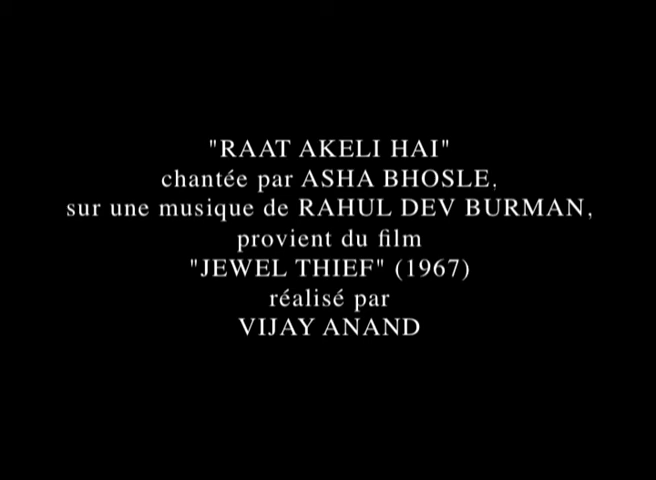 "RAAT AKELI HAI"
chantée par ASHA BHOSLE,
sur une musique de RAHUL DEV BURMAN,
provient du film
"JEWEL THIEF" (1967)
réalisé par
VIJAY ANAND